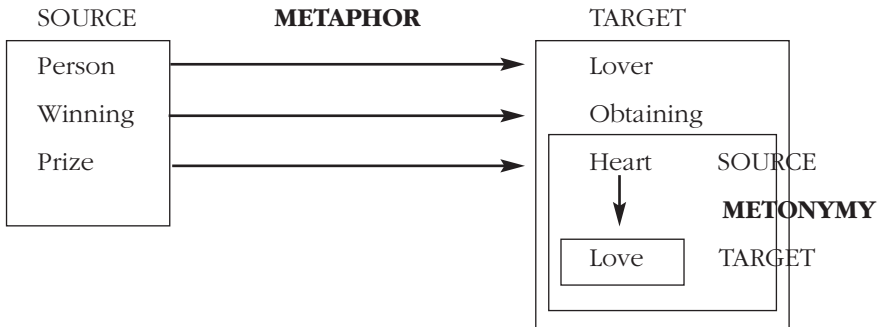 SOURCE METAPHOR TARGET
Person Lover
Winning Obtaining
Prize Heart SOURCE
METONYMY
Love TARGET